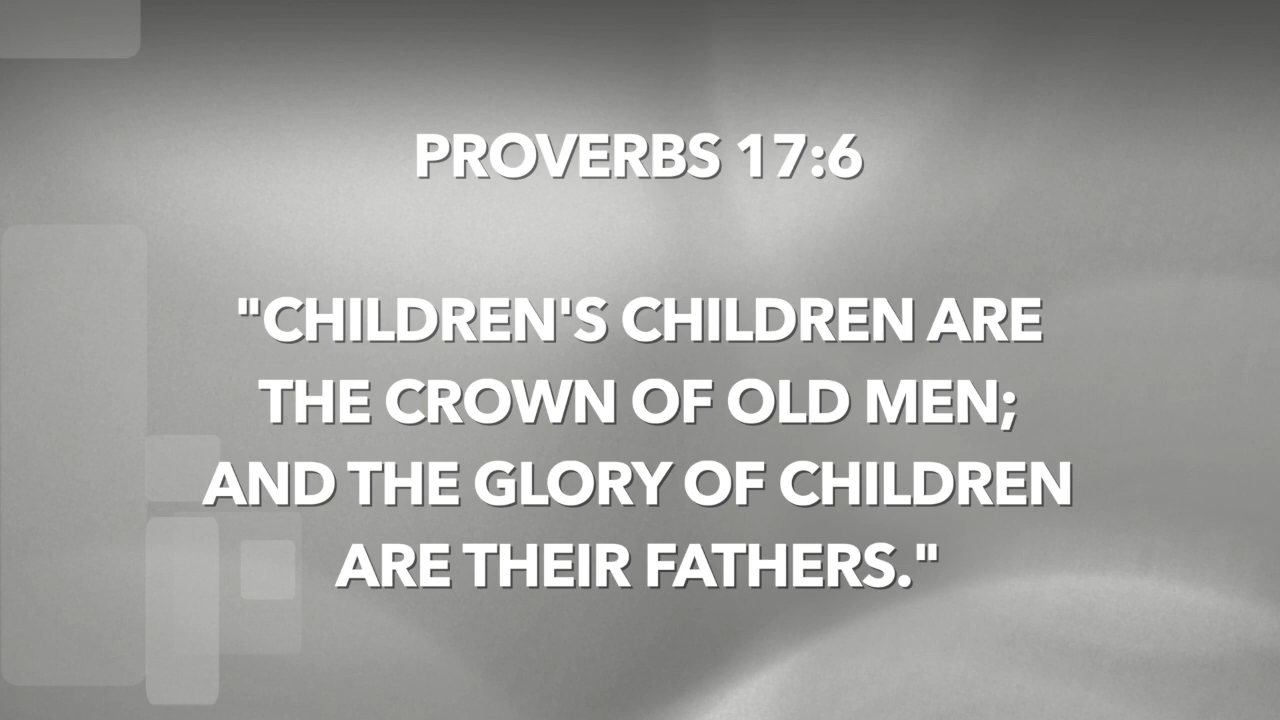 PROVERBS 17:6
"CHILDREN'S CHILDREN ARE
THE CROWN OF OLD MEN;
AND THE GLORY OF CHILDREN
ARE THEIR FATHERS."